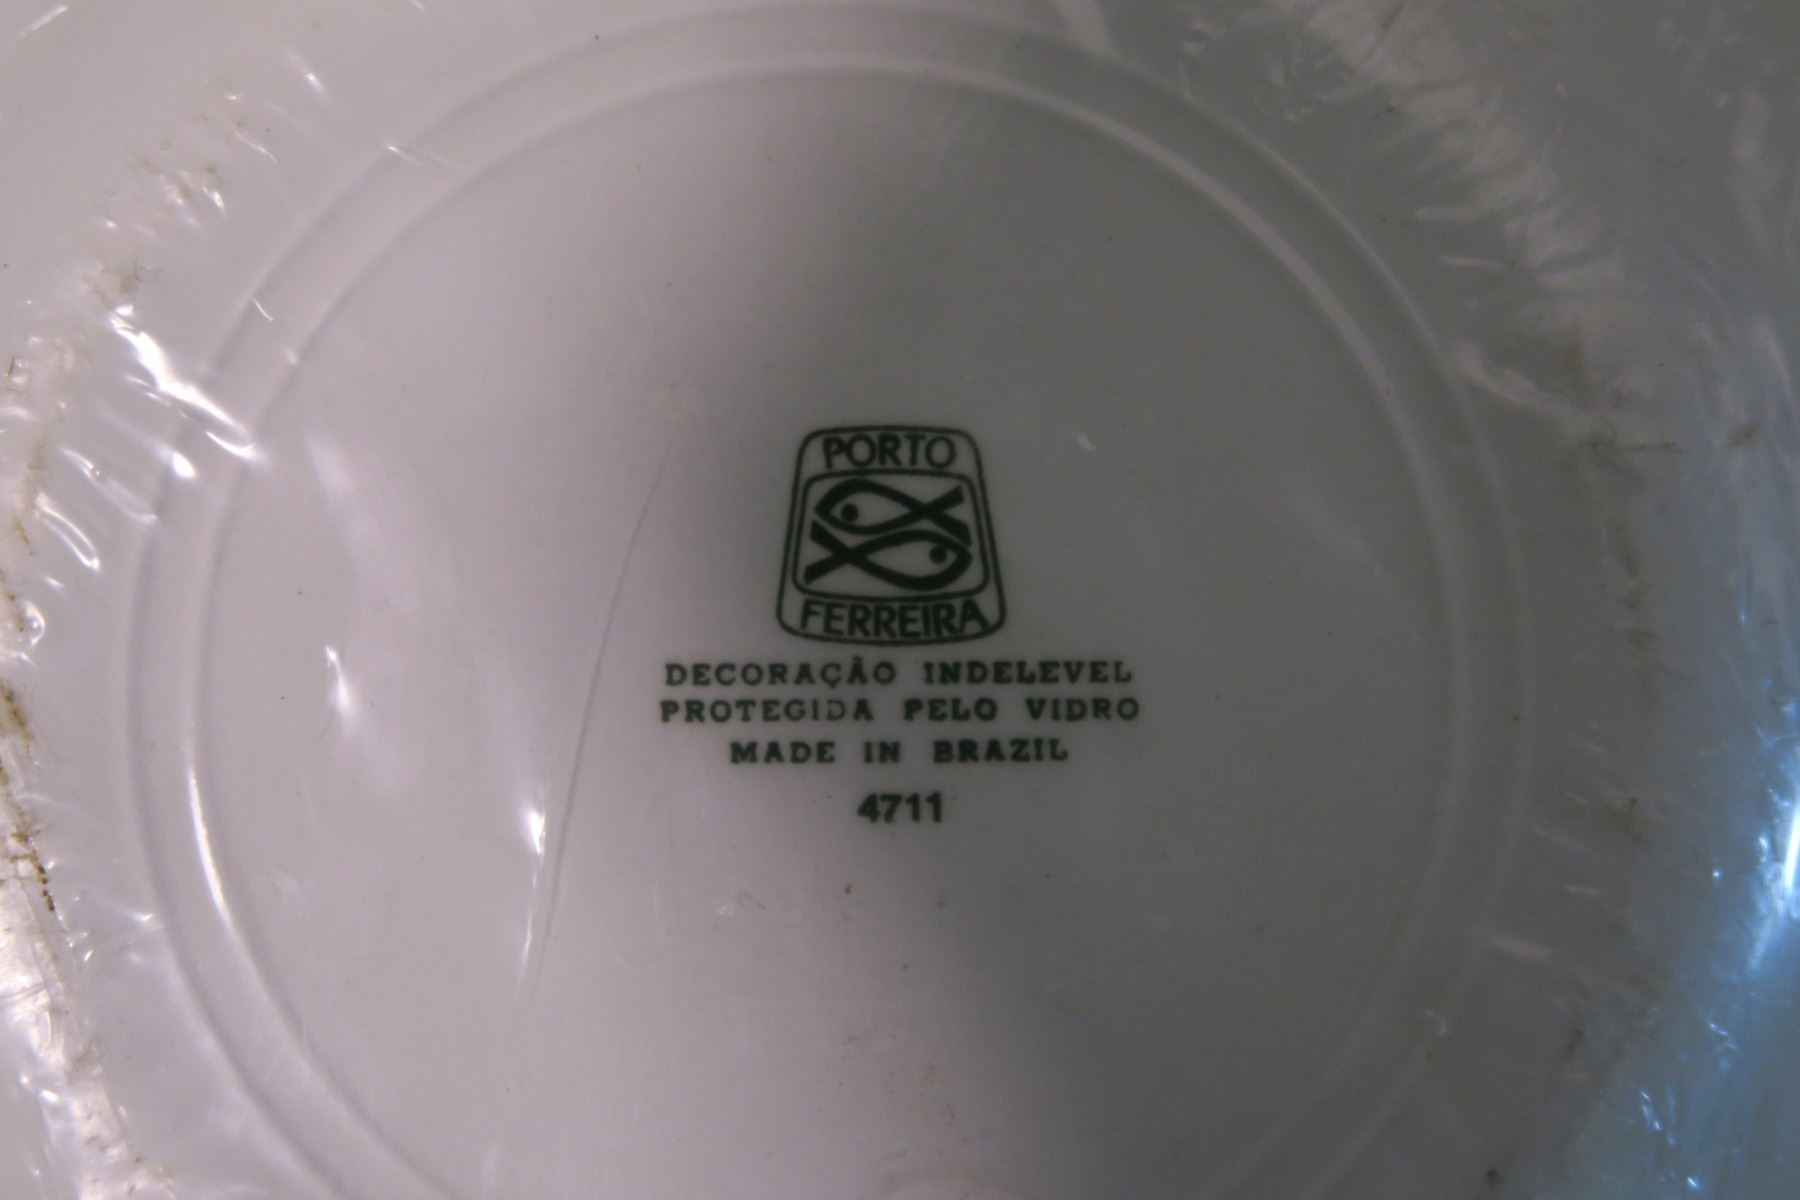 PORTO
FERREIRA
DECORAÇÃO INDELEVEL
PROTEGIDA PELO VIDRO
MADE IN BRAZIL
4711